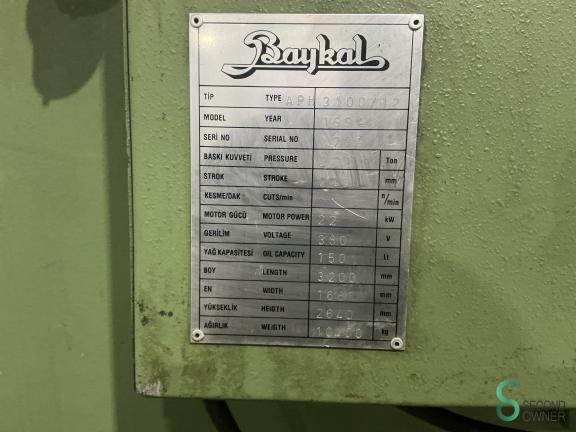 Baykal
TİP TYPE APH 3100/12
MODEL YEAR
SERİ NO SERIAL NO
BASKI KUVVETİ PRESSURE Ton
STROK STROKE mm
KESME/DAK CUTS/min n/min
MOTOR GÜCÜ MOTOR POWER 22 kW
GERİLİM VOLTAGE 380 V
YAĞ KAPASİTESİ OIL CAPACITY 150 Lt
BOY LENGTH 3200 mm
EN WIDTH mm
YÜKSEKLİK HEIGTH 2640 mm
AĞIRLIK WEIGTH kg
SECOND
OWNER